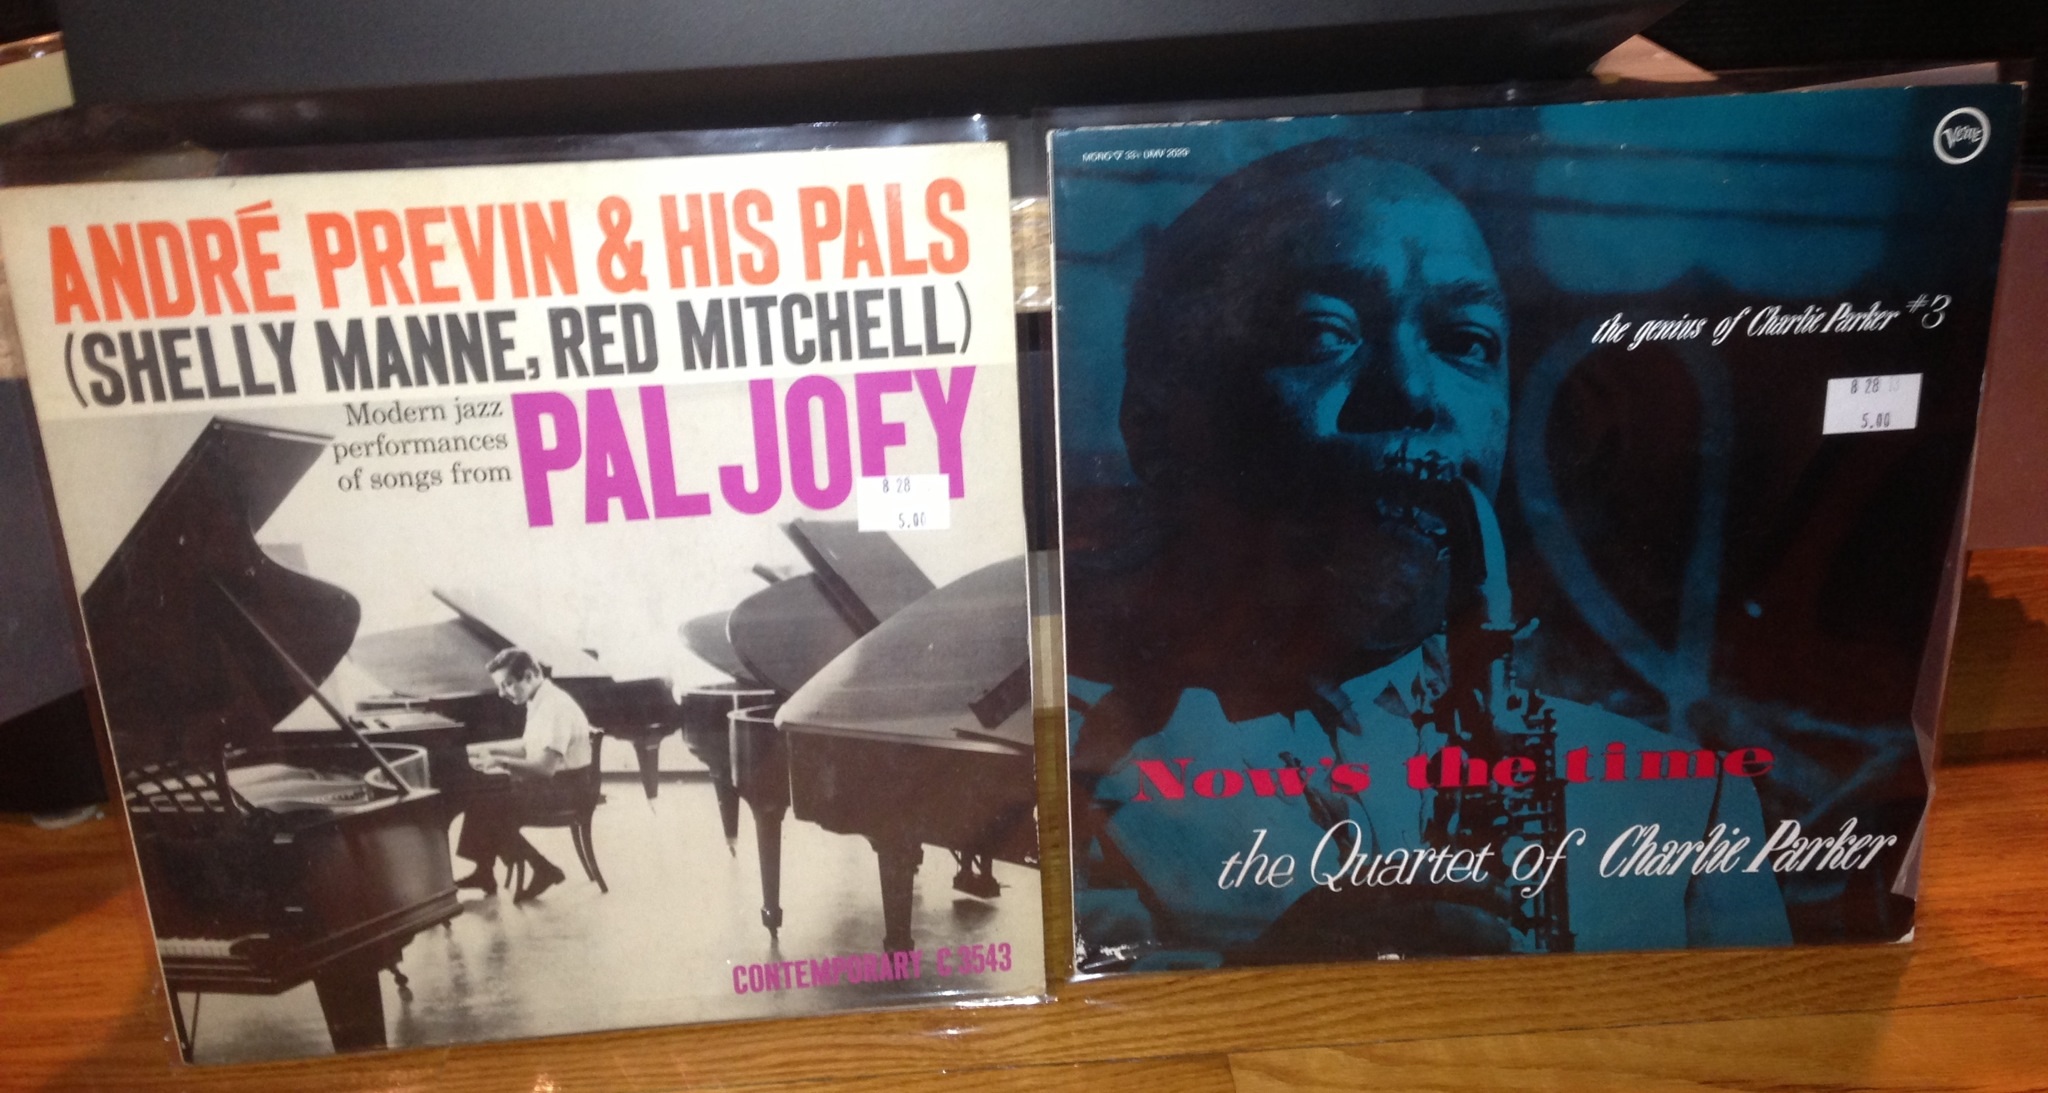 ANDRÉ PREVIN & HIS PALS
(SHELLY MANNE, RED MITCHELL)
Modern jazz
performances
of songs from
PAL JOEY
8 28
5.00
CONTEMPORARY C 3543
Verve
the genius of Charlie Parker #3
8 28 13
5.00
Now's the time
the Quartet of Charlie Parker